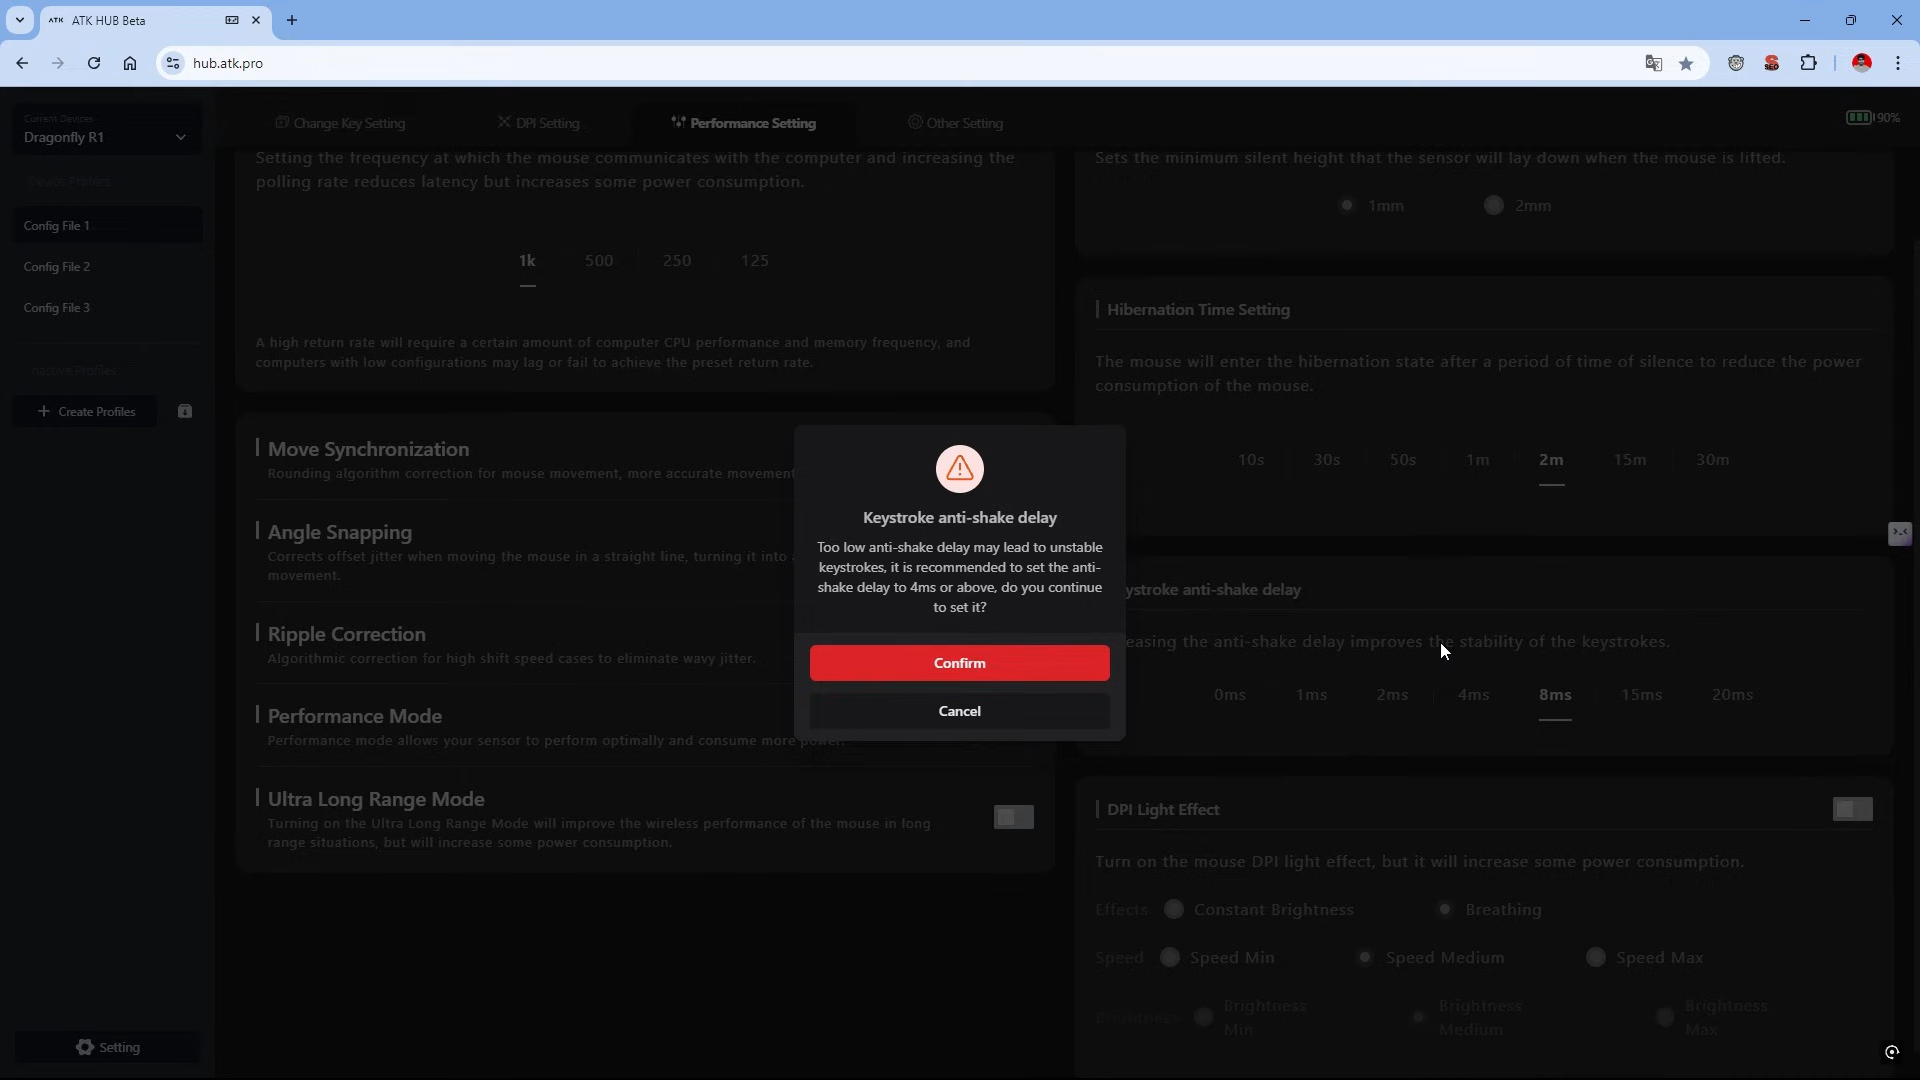 ATK ATK HUB Beta
hub.atk.pro
SEO
Current Devices
Dragonfly R1
Device Profiles
Config File 1
Config File 2
Config File 3
Inactive Profiles
Create Profiles
Setting
Change Key Setting
DPI Setting
Performance Setting
Other Setting
90%
Setting the frequency at which the mouse communicates with the computer and increasing the
polling rate reduces latency but increases some power consumption.
1k 500 250 125
A high return rate will require a certain amount of computer CPU performance and memory frequency, and
computers with low configurations may lag or fail to achieve the preset return rate.
Move Synchronization
Rounding algorithm correction for mouse movement, more accurate movement
Angle Snapping
Corrects offset jitter when moving the mouse in a straight line, turning it into a
movement.
Ripple Correction
Algorithmic correction for high shift speed cases to eliminate wavy jitter.
Performance Mode
Performance mode allows your sensor to perform optimally and consume more power.
Ultra Long Range Mode
Turning on the Ultra Long Range Mode will improve the wireless performance of the mouse in long
range situations, but will increase some power consumption.
Keystroke anti-shake delay
Too low anti-shake delay may lead to unstable
keystrokes, it is recommended to set the anti-
shake delay to 4ms or above, do you continue
to set it?
Confirm
Cancel
Sets the minimum silent height that the sensor will lay down when the mouse is lifted.
1mm 2mm
Hibernation Time Setting
The mouse will enter the hibernation state after a period of time of silence to reduce the power
consumption of the mouse.
10s 30s 50s 1m 2m 15m 30m
ystroke anti-shake delay
easing the anti-shake delay improves the stability of the keystrokes.
0ms 1ms 2ms 4ms 8ms 15ms 20ms
DPI Light Effect
Turn on the mouse DPI light effect, but it will increase some power consumption.
Effects Constant Brightness Breathing
Speed Speed Min Speed Medium Speed Max
Brightness Brightness Min Brightness Medium Brightness Max